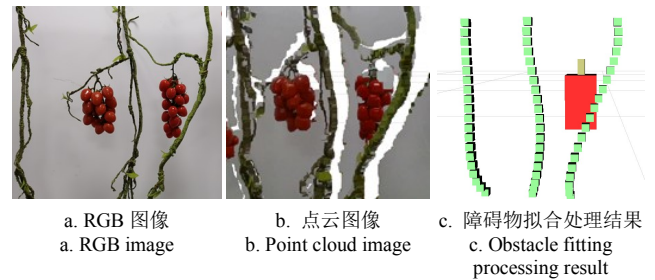 a. RGB 图像
a. RGB image
b. 点云图像
b. Point cloud image
c. 障碍物拟合处理结果
c. Obstacle fitting
processing result